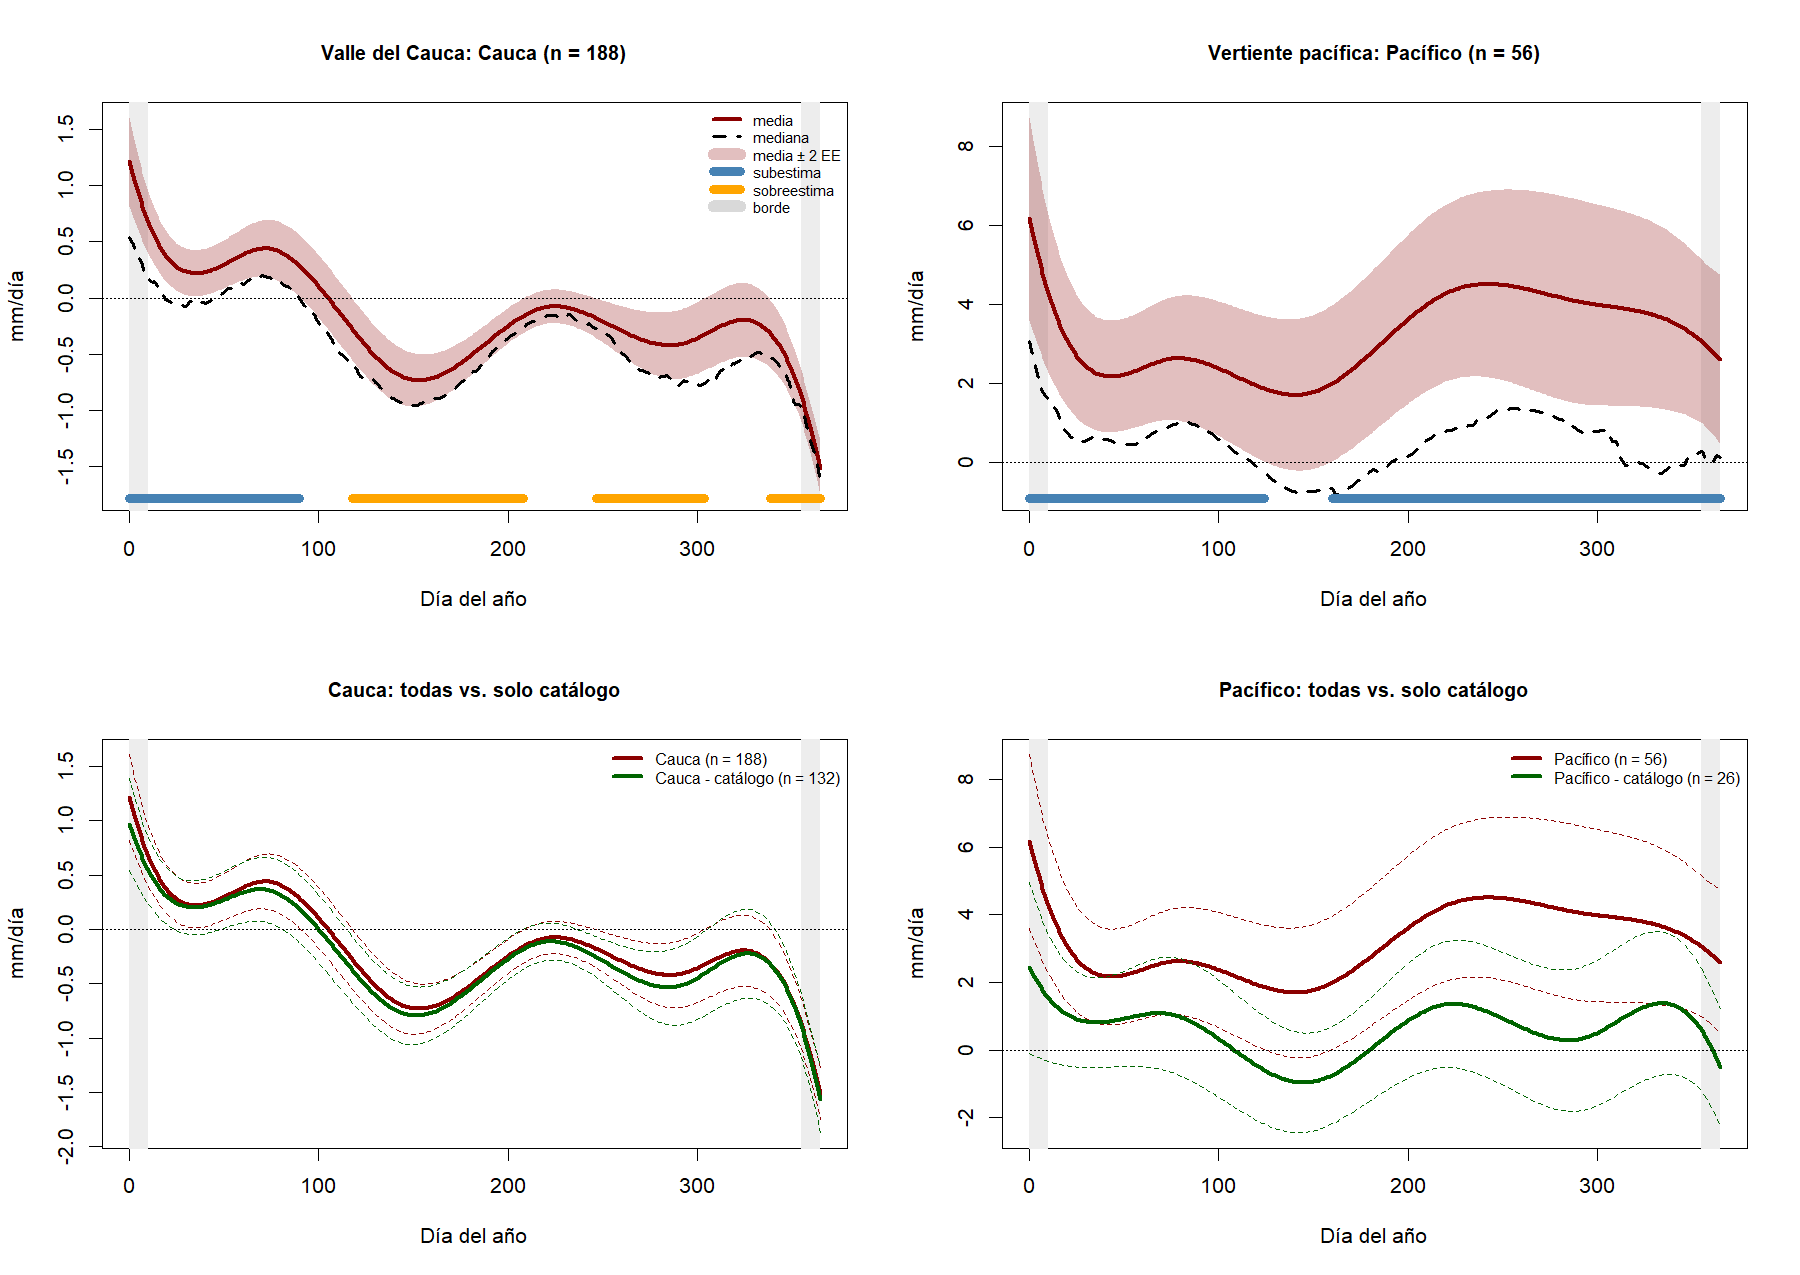 Valle del Cauca: Cauca (n = 188)
mm/día
1.5
1.0
0.5
0.0
-0.5
-1.0
-1.5
media
mediana
media ± 2 EE
subestima
sobreestima
borde
0 100 200 300
Día del año
Vertiente pacífica: Pacífico (n = 56)
mm/día
8
6
4
2
0
0 100 200 300
Día del año
Cauca: todas vs. solo catálogo
mm/día
1.5
1.0
0.5
0.0
-0.5
-1.0
-1.5
-2.0
Cauca (n = 188)
Cauca - catálogo (n = 132)
0 100 200 300
Día del año
Pacífico: todas vs. solo catálogo
mm/día
8
6
4
2
0
-2
Pacífico (n = 56)
Pacífico - catálogo (n = 26)
0 100 200 300
Día del año